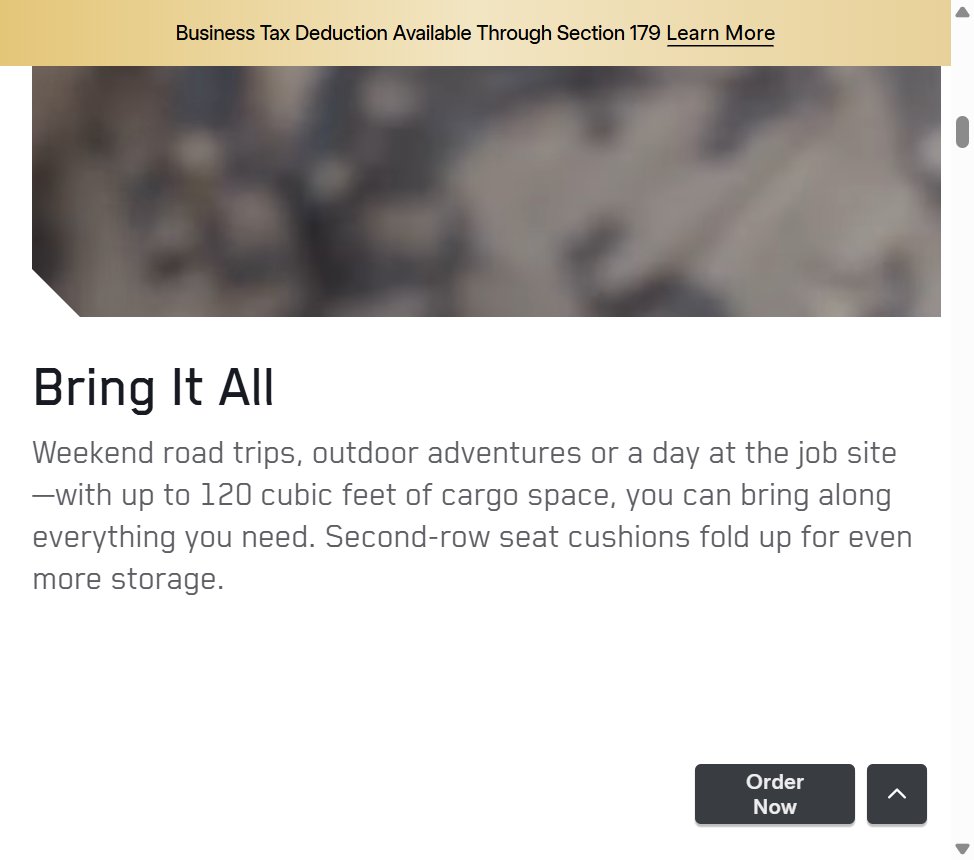 Business Tax Deduction Available Through Section 179 Learn More
Bring It All
Weekend road trips, outdoor adventures or a day at the job site
—with up to 120 cubic feet of cargo space, you can bring along
everything you need. Second-row seat cushions fold up for even
more storage.
Order
Now